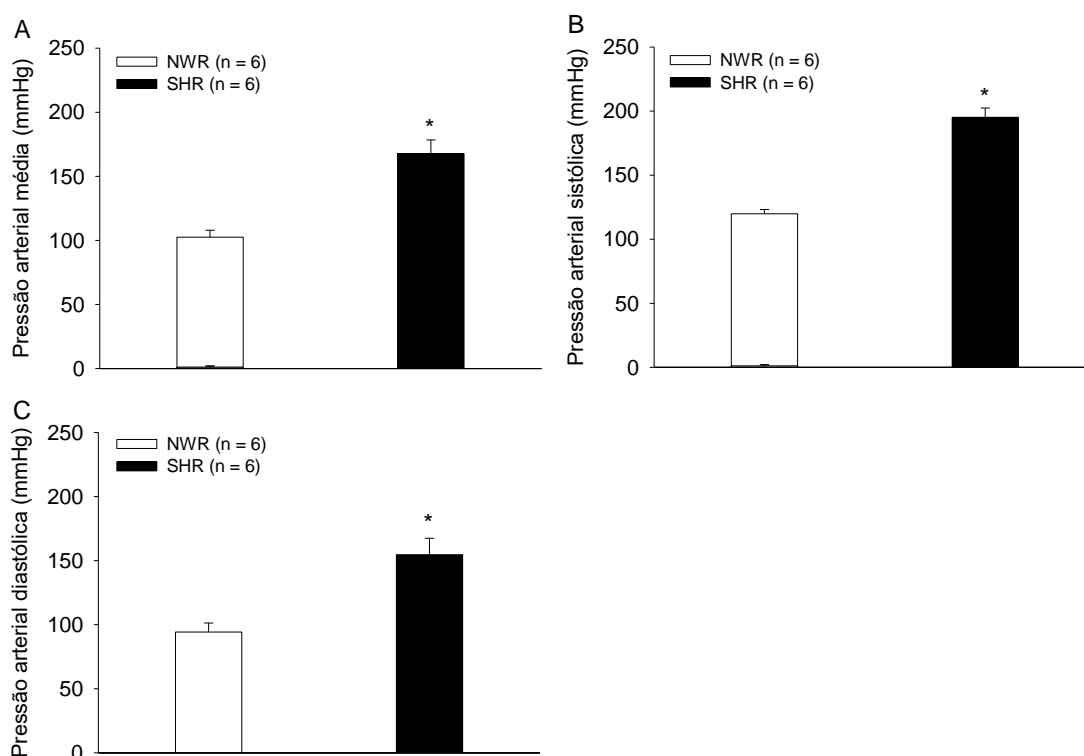 A
Pressão arterial média (mmHg)
250
200
150
100
50
0
NWR (n = 6)
SHR (n = 6)
*
B
Pressão arterial sistólica (mmHg)
250
200
150
100
50
0
NWR (n = 6)
SHR (n = 6)
*
C
Pressão arterial diastólica (mmHg)
250
200
150
100
50
0
NWR (n = 6)
SHR (n = 6)
*